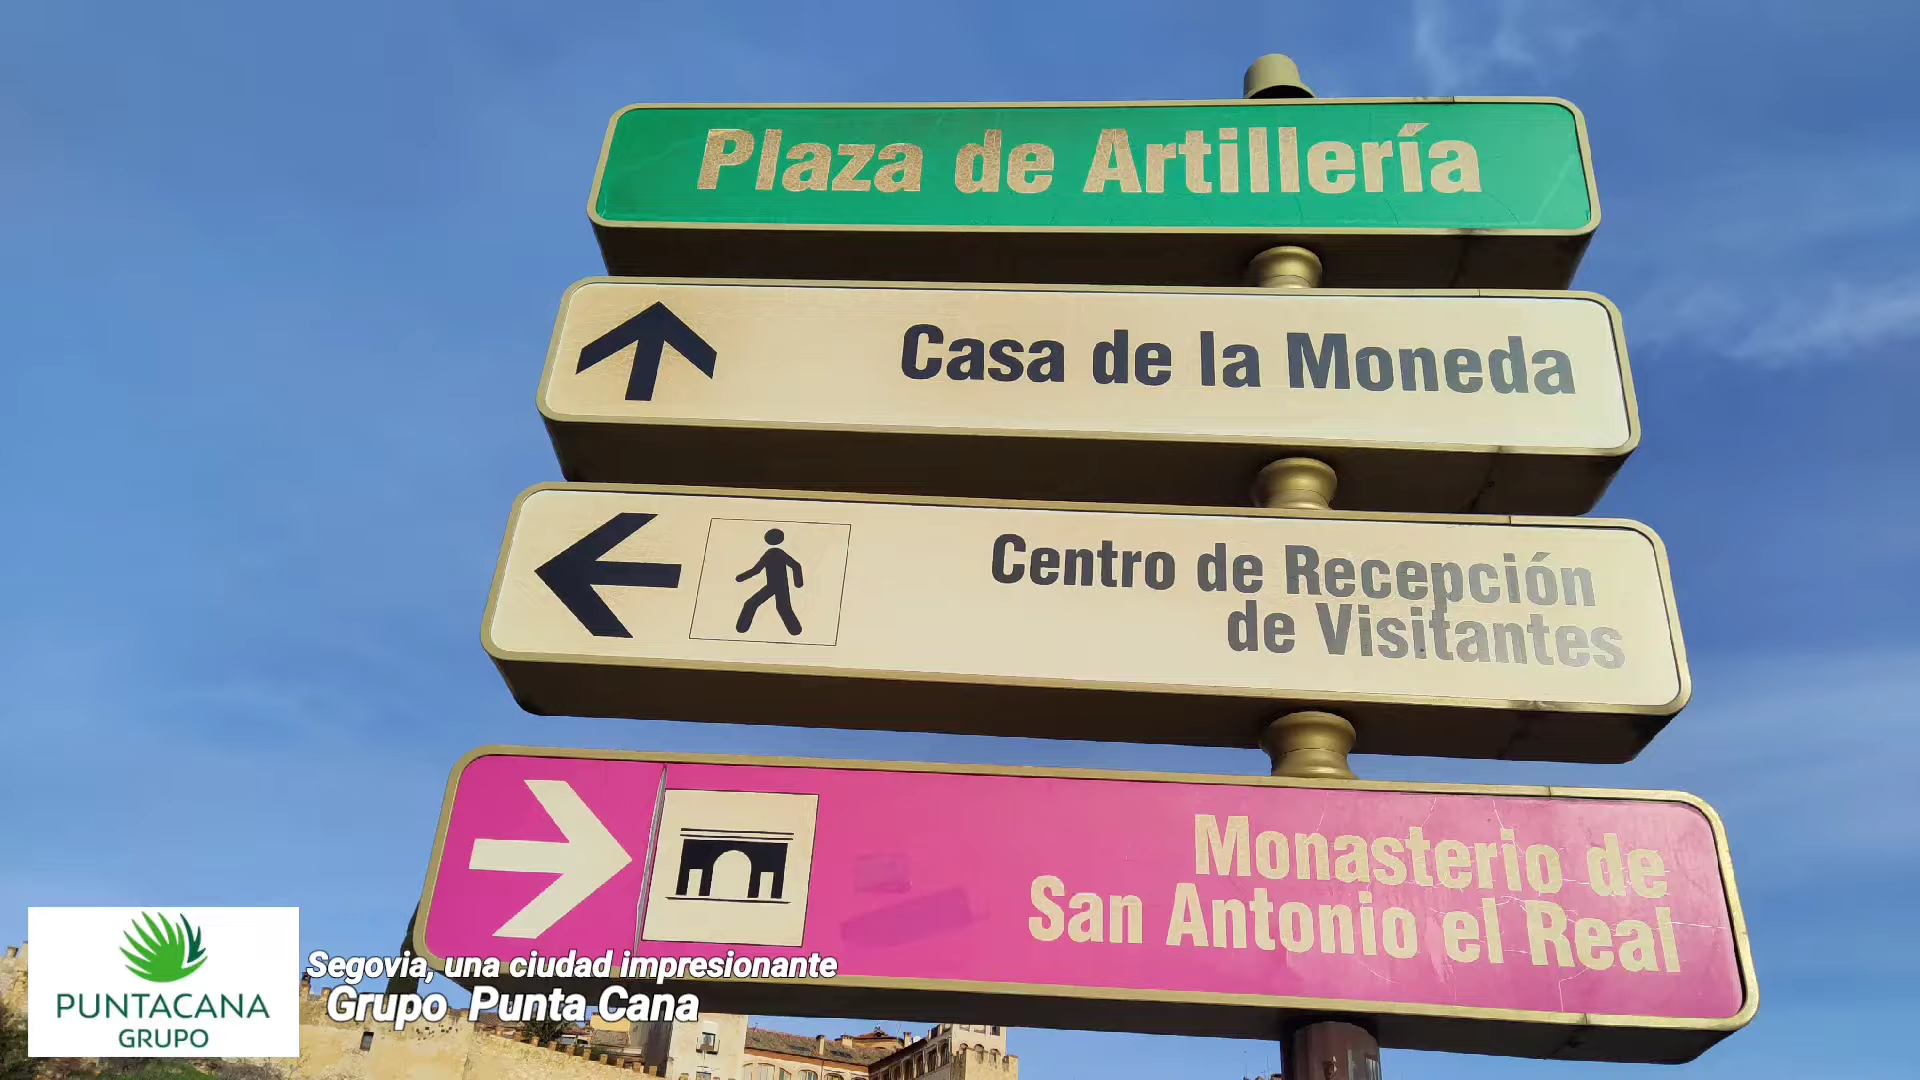 Plaza de Artillería
Casa de la Moneda
Centro de Recepción
de Visitantes
Monasterio de
San Antonio el Real
PUNTACANA
GRUPO
Segovia, una ciudad impresionante
Grupo Punta Cana